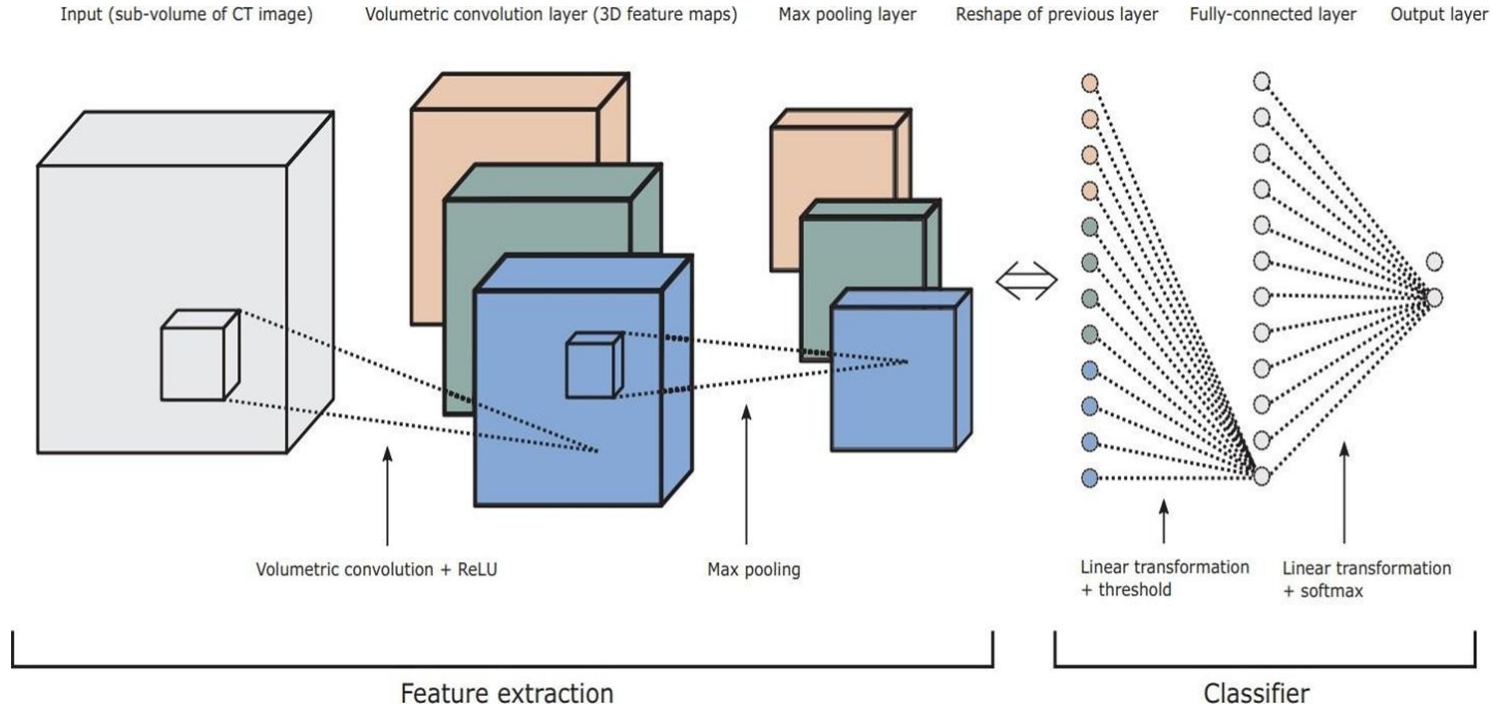 Input (sub-volume of CT image)
Volumetric convolution layer (3D feature maps)
Max pooling layer
Reshape of previous layer
Fully-connected layer
Output layer
Volumetric convolution + ReLU
Max pooling
Linear transformation
+ threshold
Linear transformation
+ softmax
Feature extraction
Classifier